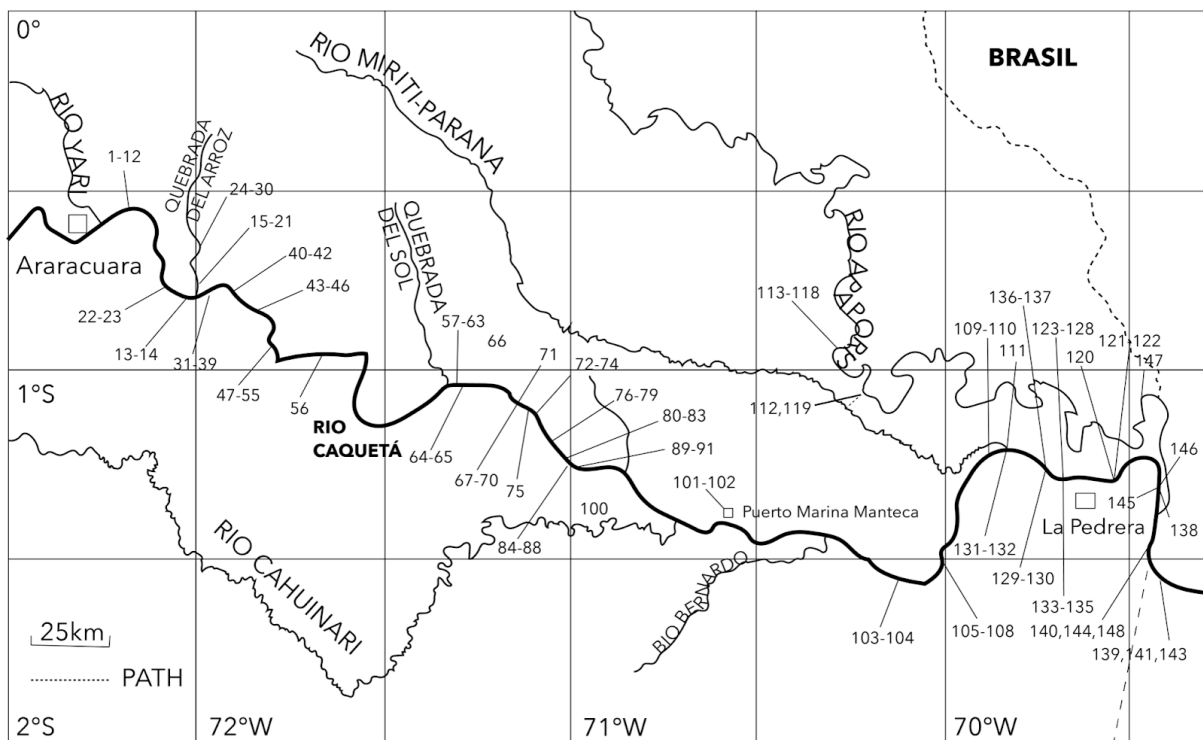 0°
BRASIL
RIO MIRITI-PARANA
RIO YARI
1-12
QUEBRADA
DEL ARROZ
24-30
15-21
QUEBRADA
DEL SOL
RIO APAPORIS
Araracuara
40-42
43-46
113-118
136-137
109-110
123-128
121, 122
22-23
57-63
66
111
120
147
13-14
31-39
71
72-74
47-55
1°S
56
76-79
112,119
RIO
CAQUETÁ
80-83
64-65
89-91
146
67-70
75
101-102
145
100
Puerto Marina Manteca
La Pedrera
138
84-88
131-132
RIO CAHUINARI
RIO BERNARDO
129-130
133-135
25km
103-104
105-108
140,144,148
139,141,143
PATH
2°S
72°W
71°W
70°W